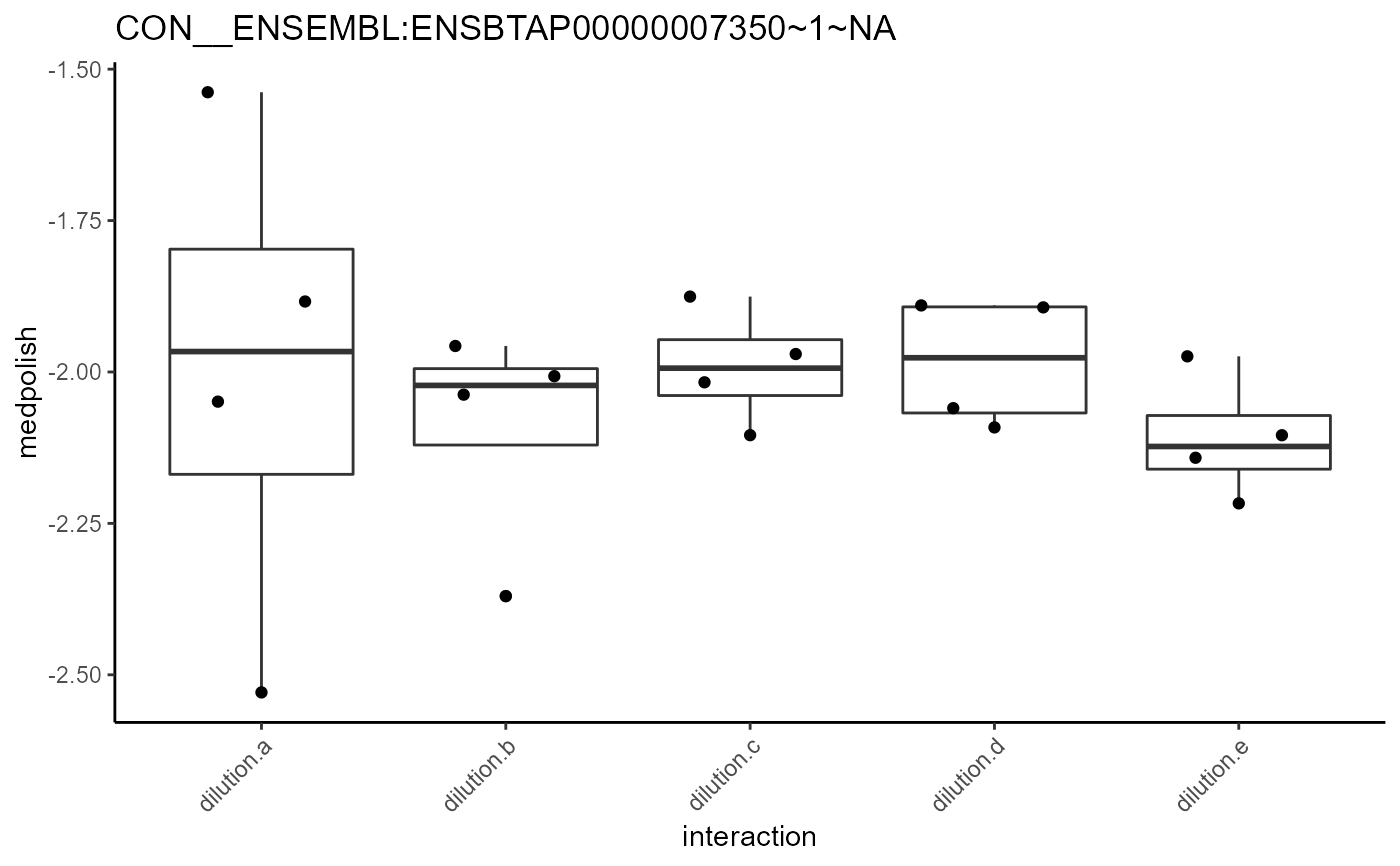 CON__ENSEMBL:ENSBTAP00000007350~1~NA
-1.50
-1.75
-2.00
-2.25
-2.50
medpolish
dilution.a
dilution.b
dilution.c
dilution.d
dilution.e
interaction